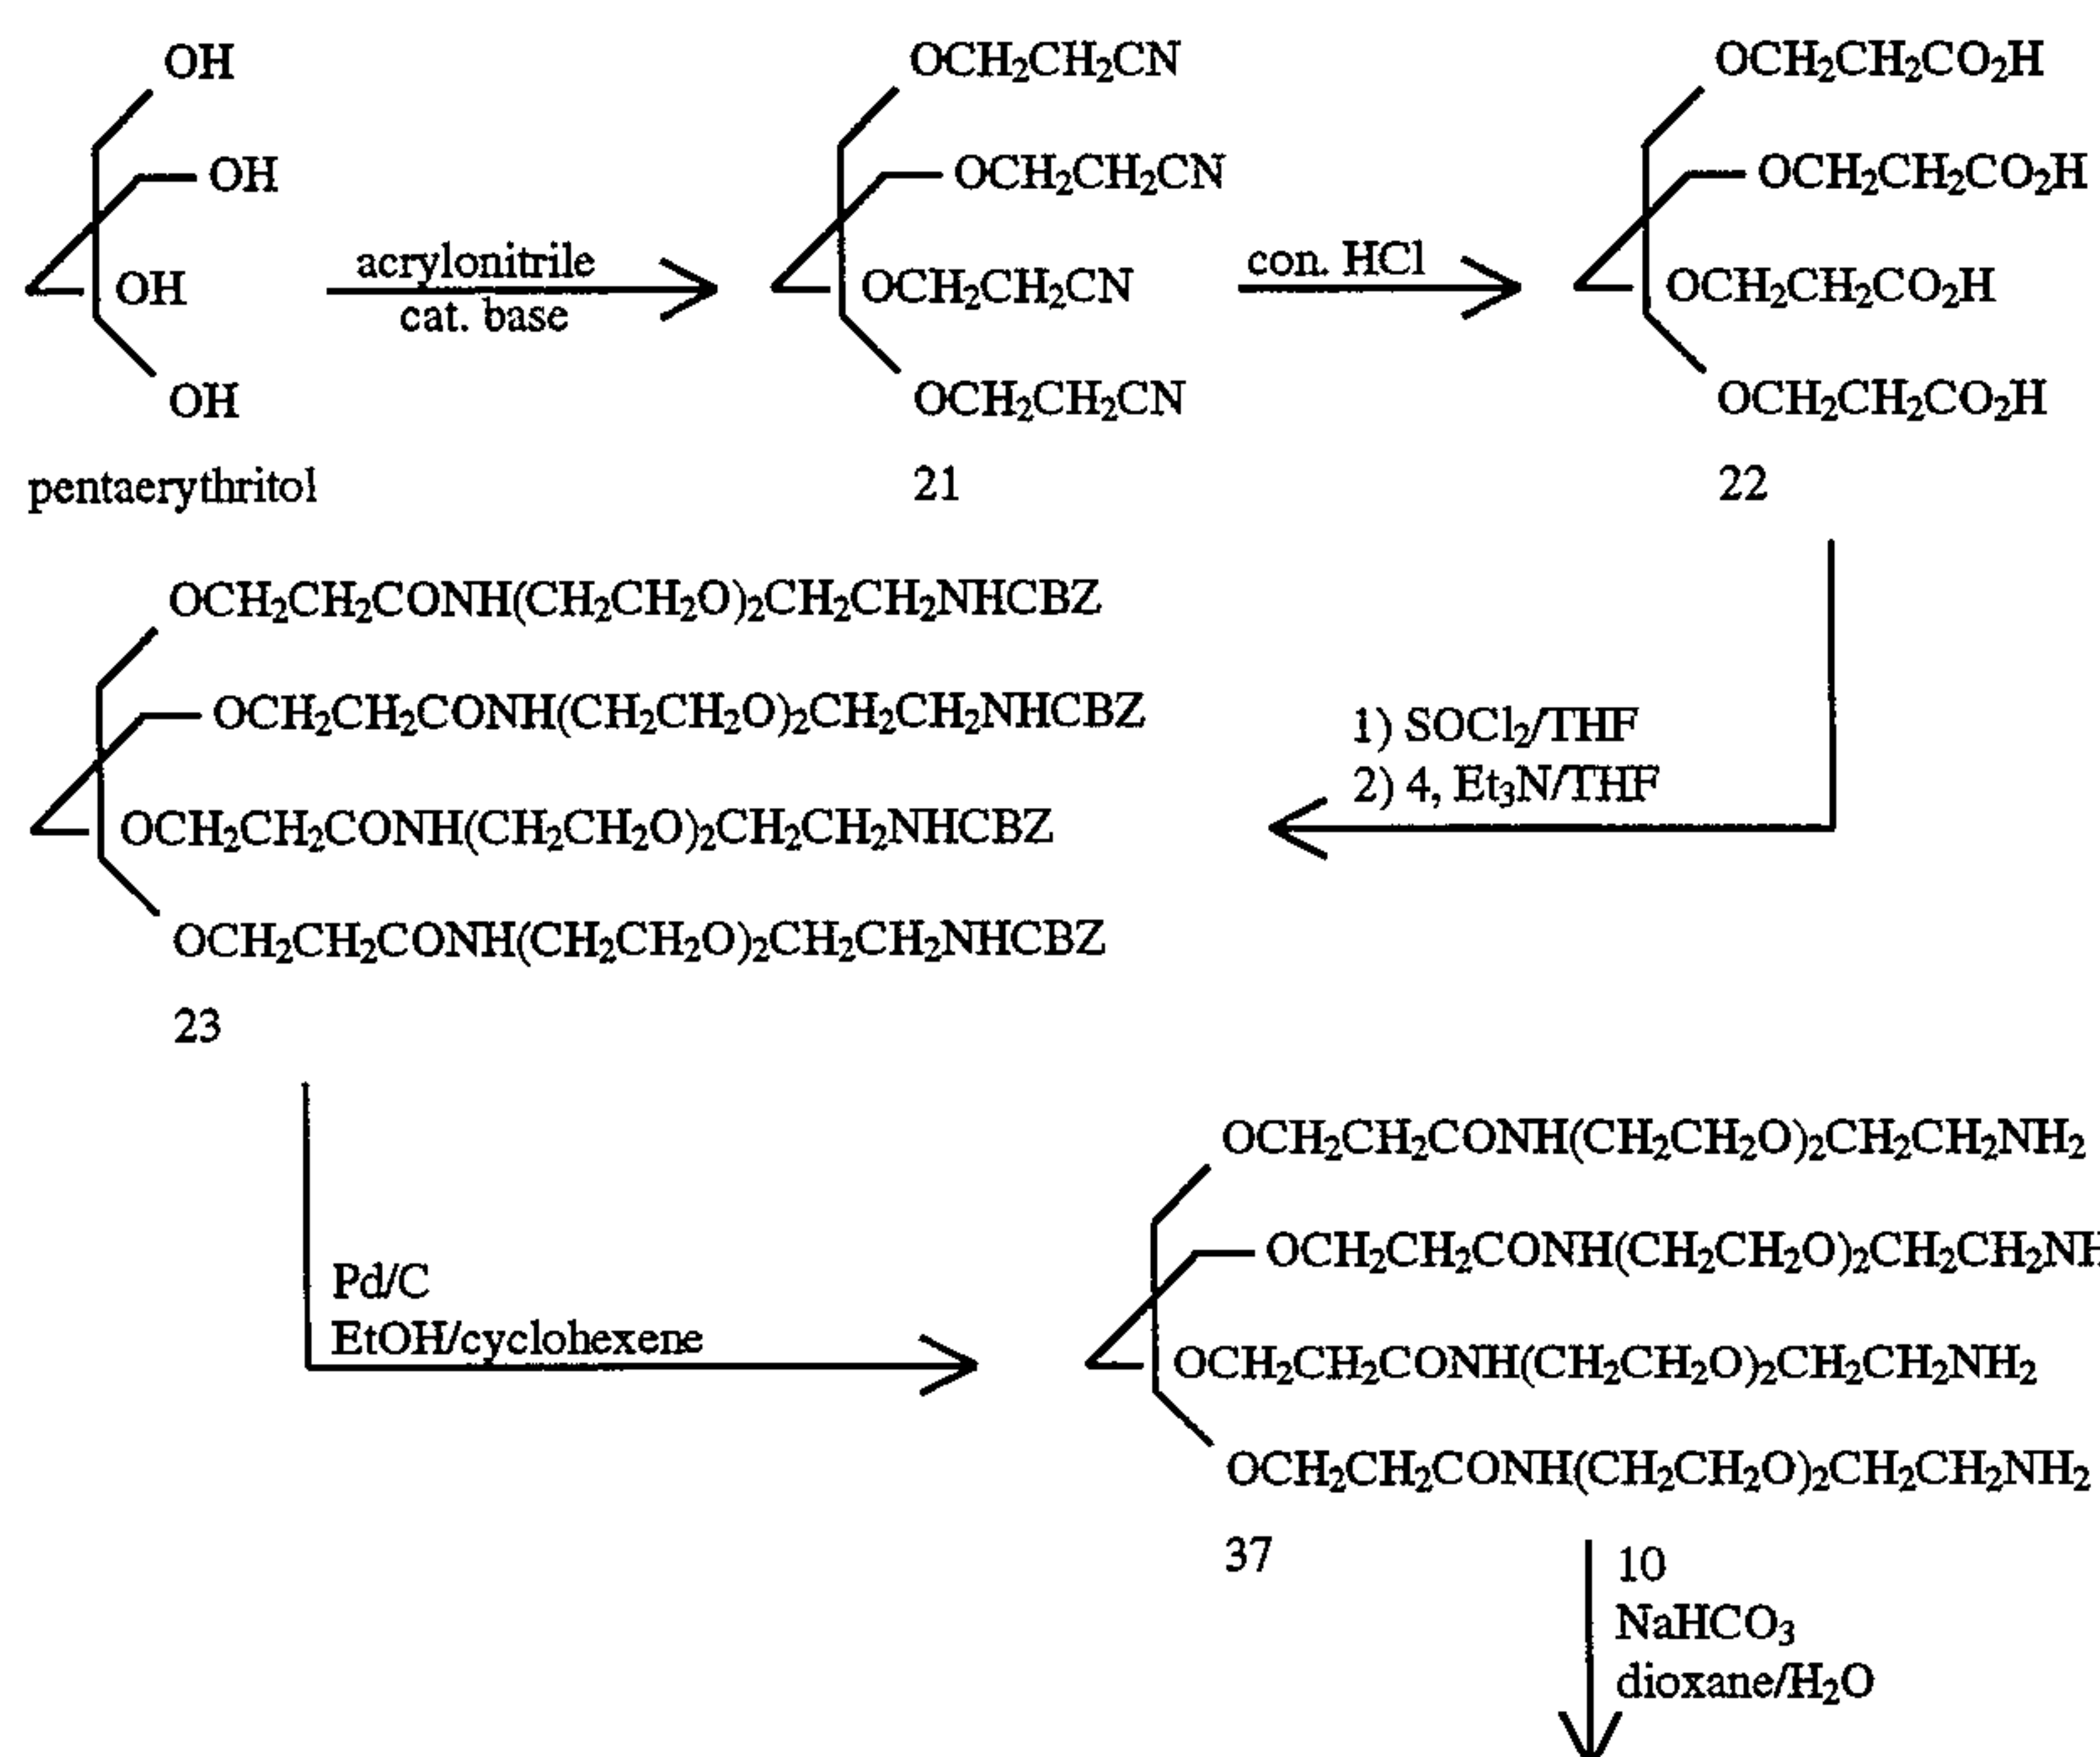 OH
OH
OH
OH
pentaerythritol
acrylonitrile
cat. base
OCH₂CH₂CN
OCH₂CH₂CN
OCH₂CH₂CN
OCH₂CH₂CN
21
con. HCl
OCH₂CH₂CO₂H
OCH₂CH₂CO₂H
OCH₂CH₂CO₂H
OCH₂CH₂CO₂H
22
1) SOCl₂/THF
2) 4, Et₃N/THF
OCH₂CH₂CONH(CH₂CH₂O)₂CH₂CH₂NHCBZ
OCH₂CH₂CONH(CH₂CH₂O)₂CH₂CH₂NHCBZ
OCH₂CH₂CONH(CH₂CH₂O)₂CH₂CH₂NHCBZ
OCH₂CH₂CONH(CH₂CH₂O)₂CH₂CH₂NHCBZ
23
Pd/C
EtOH/cyclohexene
OCH₂CH₂CONH(CH₂CH₂O)₂CH₂CH₂NH₂
OCH₂CH₂CONH(CH₂CH₂O)₂CH₂CH₂NH
OCH₂CH₂CONH(CH₂CH₂O)₂CH₂CH₂NH₂
OCH₂CH₂CONH(CH₂CH₂O)₂CH₂CH₂NH₂
37
10
NaHCO₃
dioxane/H₂O